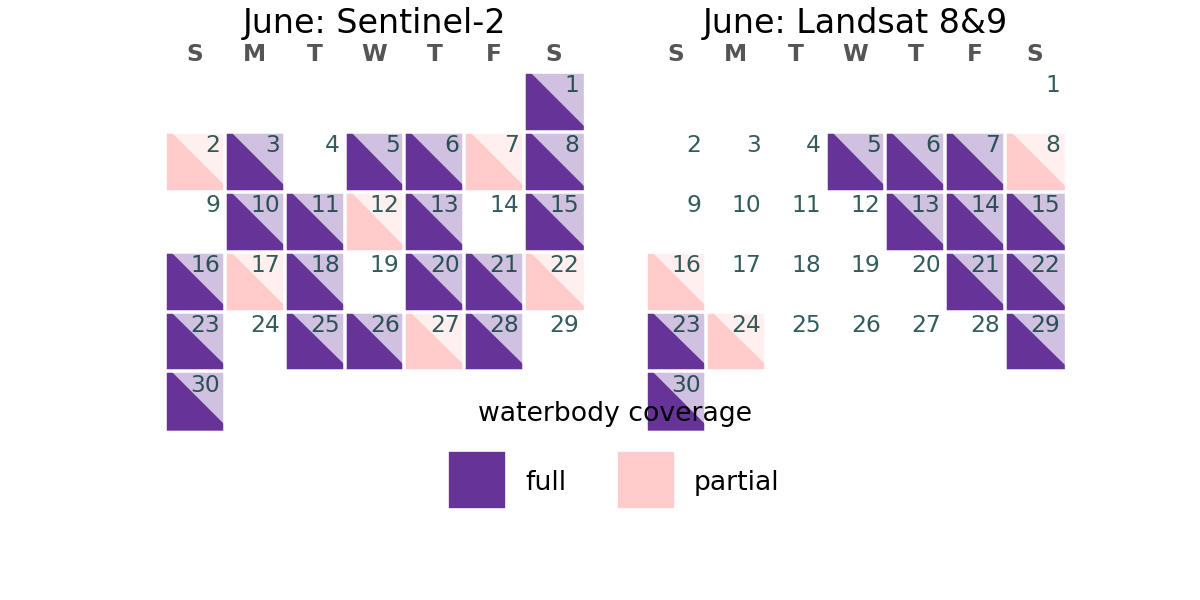 June: Sentinel-2
S M T W T F S
1
2 3 4 5 6 7 8
9 10 11 12 13 14 15
16 17 18 19 20 21 22
23 24 25 26 27 28 29
30
June: Landsat 8&9
S M T W T F S
1
2 3 4 5 6 7 8
9 10 11 12 13 14 15
16 17 18 19 20 21 22
23 24 25 26 27 28 29
30
waterbody coverage
full
partial